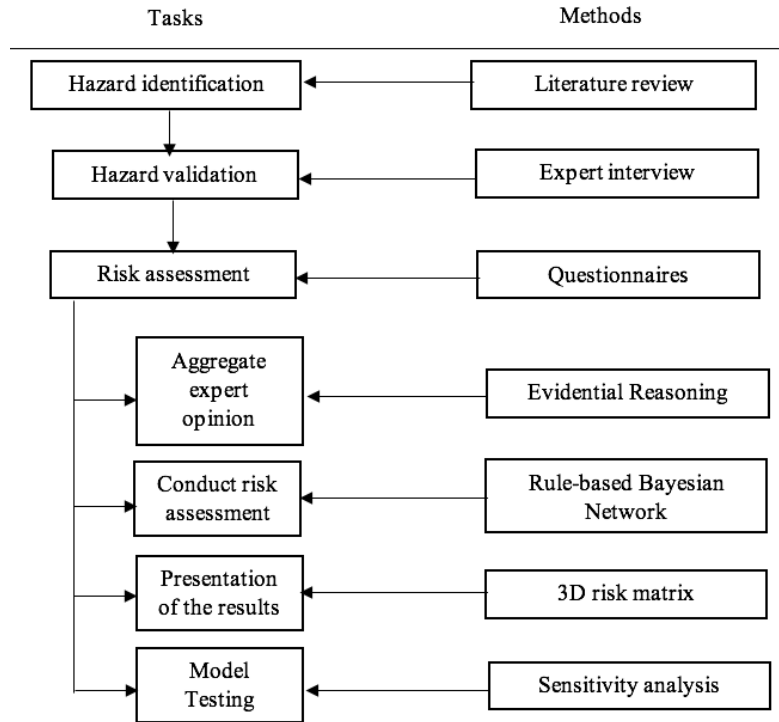 Tasks
Methods
Hazard identification
Literature review
Hazard validation
Expert interview
Risk assessment
Questionnaires
Aggregate
expert
opinion
Evidential Reasoning
Conduct risk
assessment
Rule-based Bayesian
Network
Presentation
of the results
3D risk matrix
Model
Testing
Sensitivity analysis